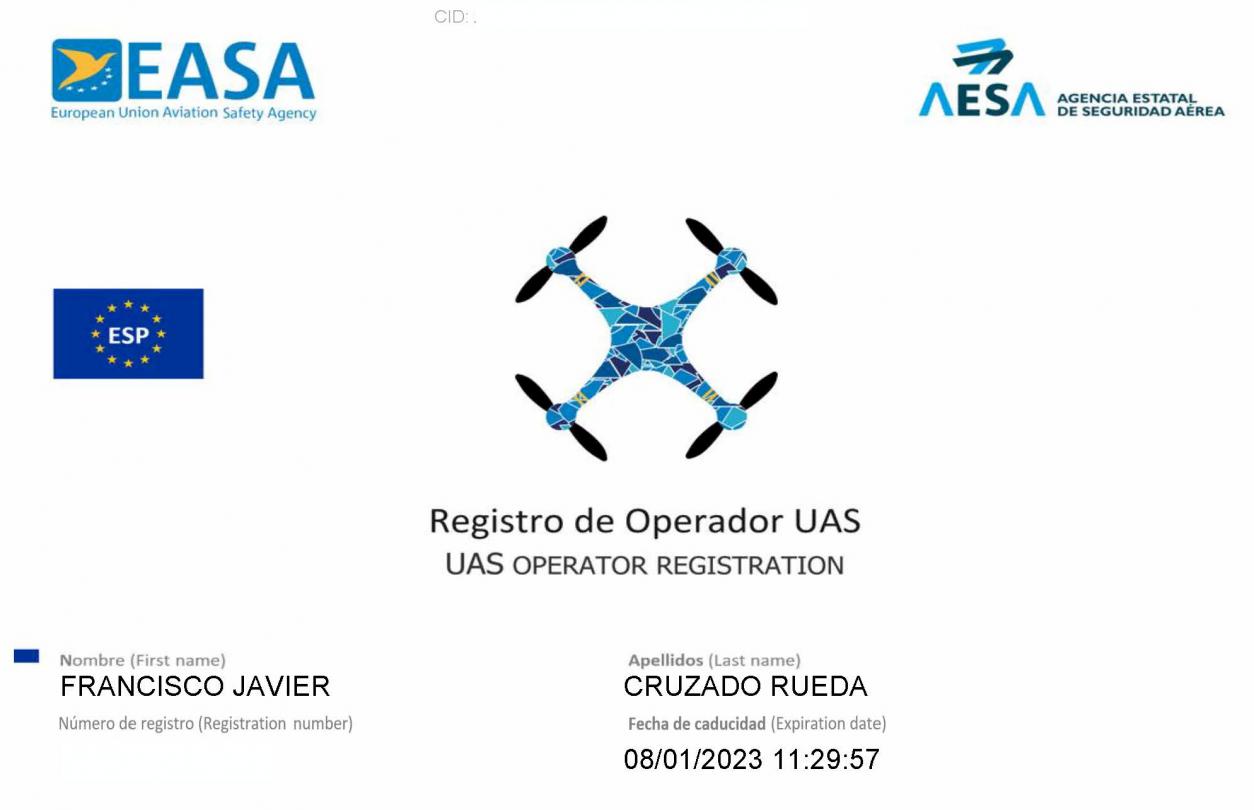 CID: .
EASA
European Union Aviation Safety Agency
AESA AGENCIA ESTATAL
DE SEGURIDAD AÉREA
ESP
Registro de Operador UAS
UAS OPERATOR REGISTRATION
Nombre (First name)
FRANCISCO JAVIER
Apellidos (Last name)
CRUZADO RUEDA
Número de registro (Registration number)
Fecha de caducidad (Expiration date)
08/01/2023 11:29:57